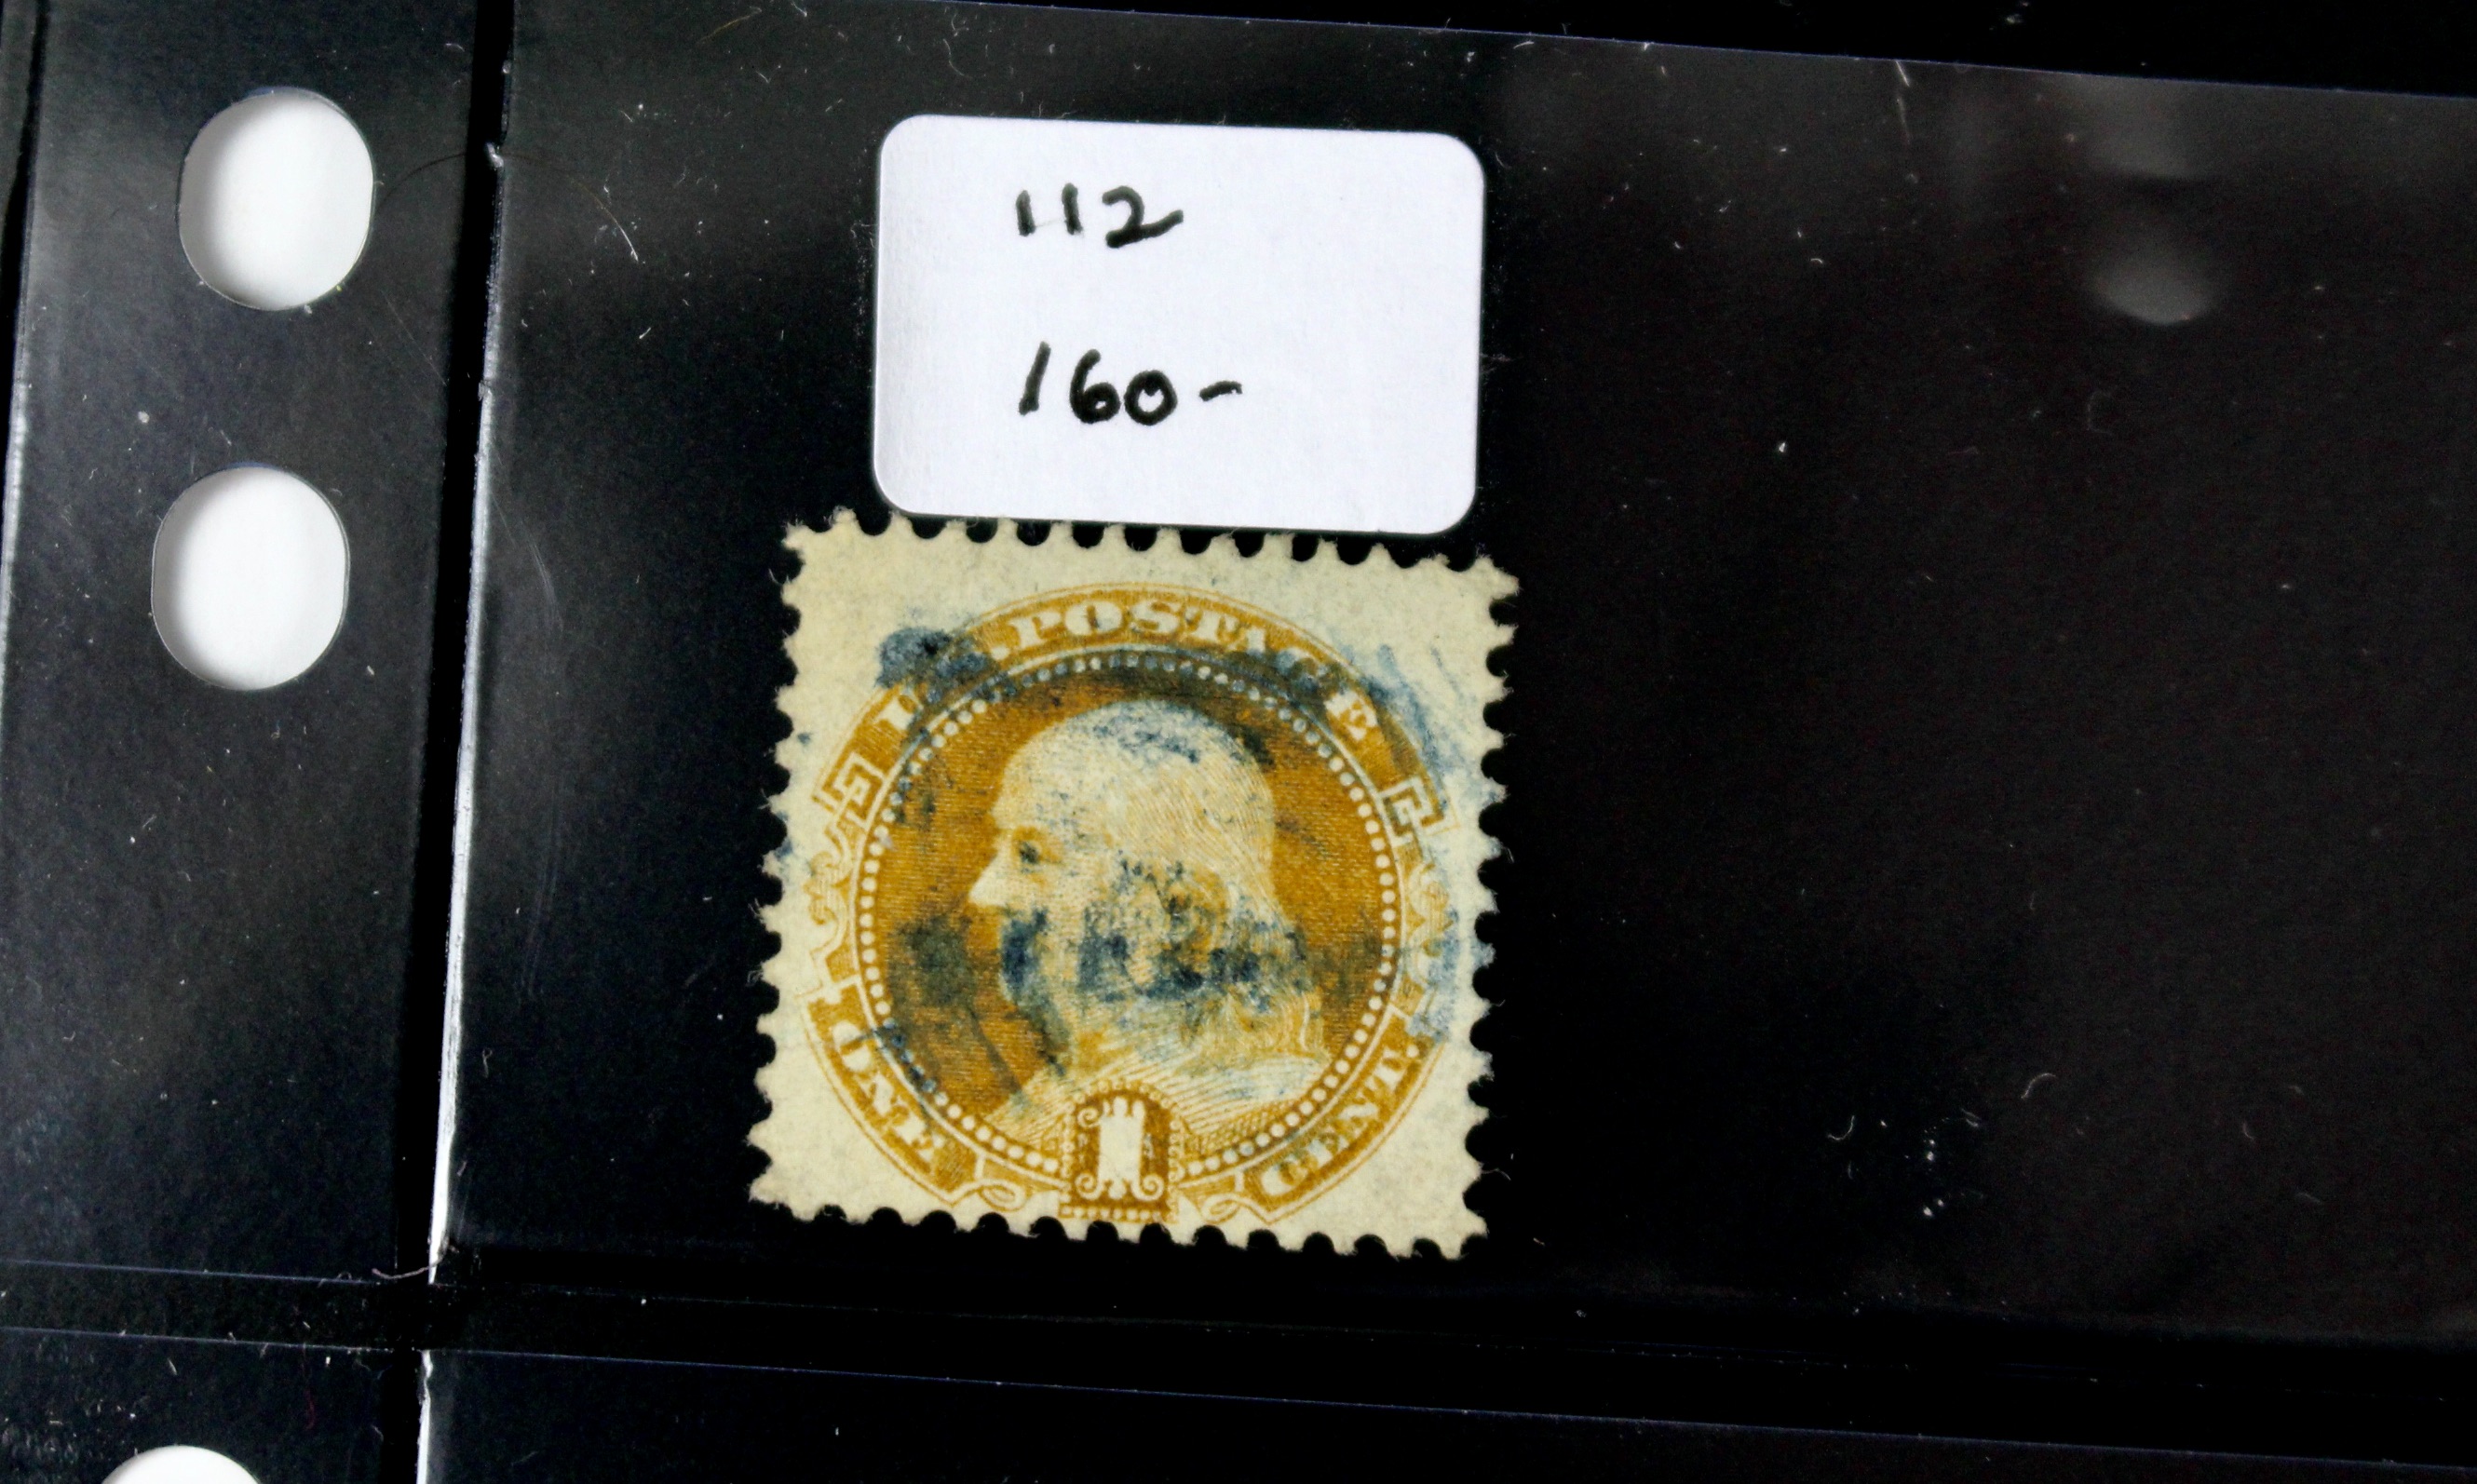 112
160-
U.S. POSTAGE
ONE
1
CENT.